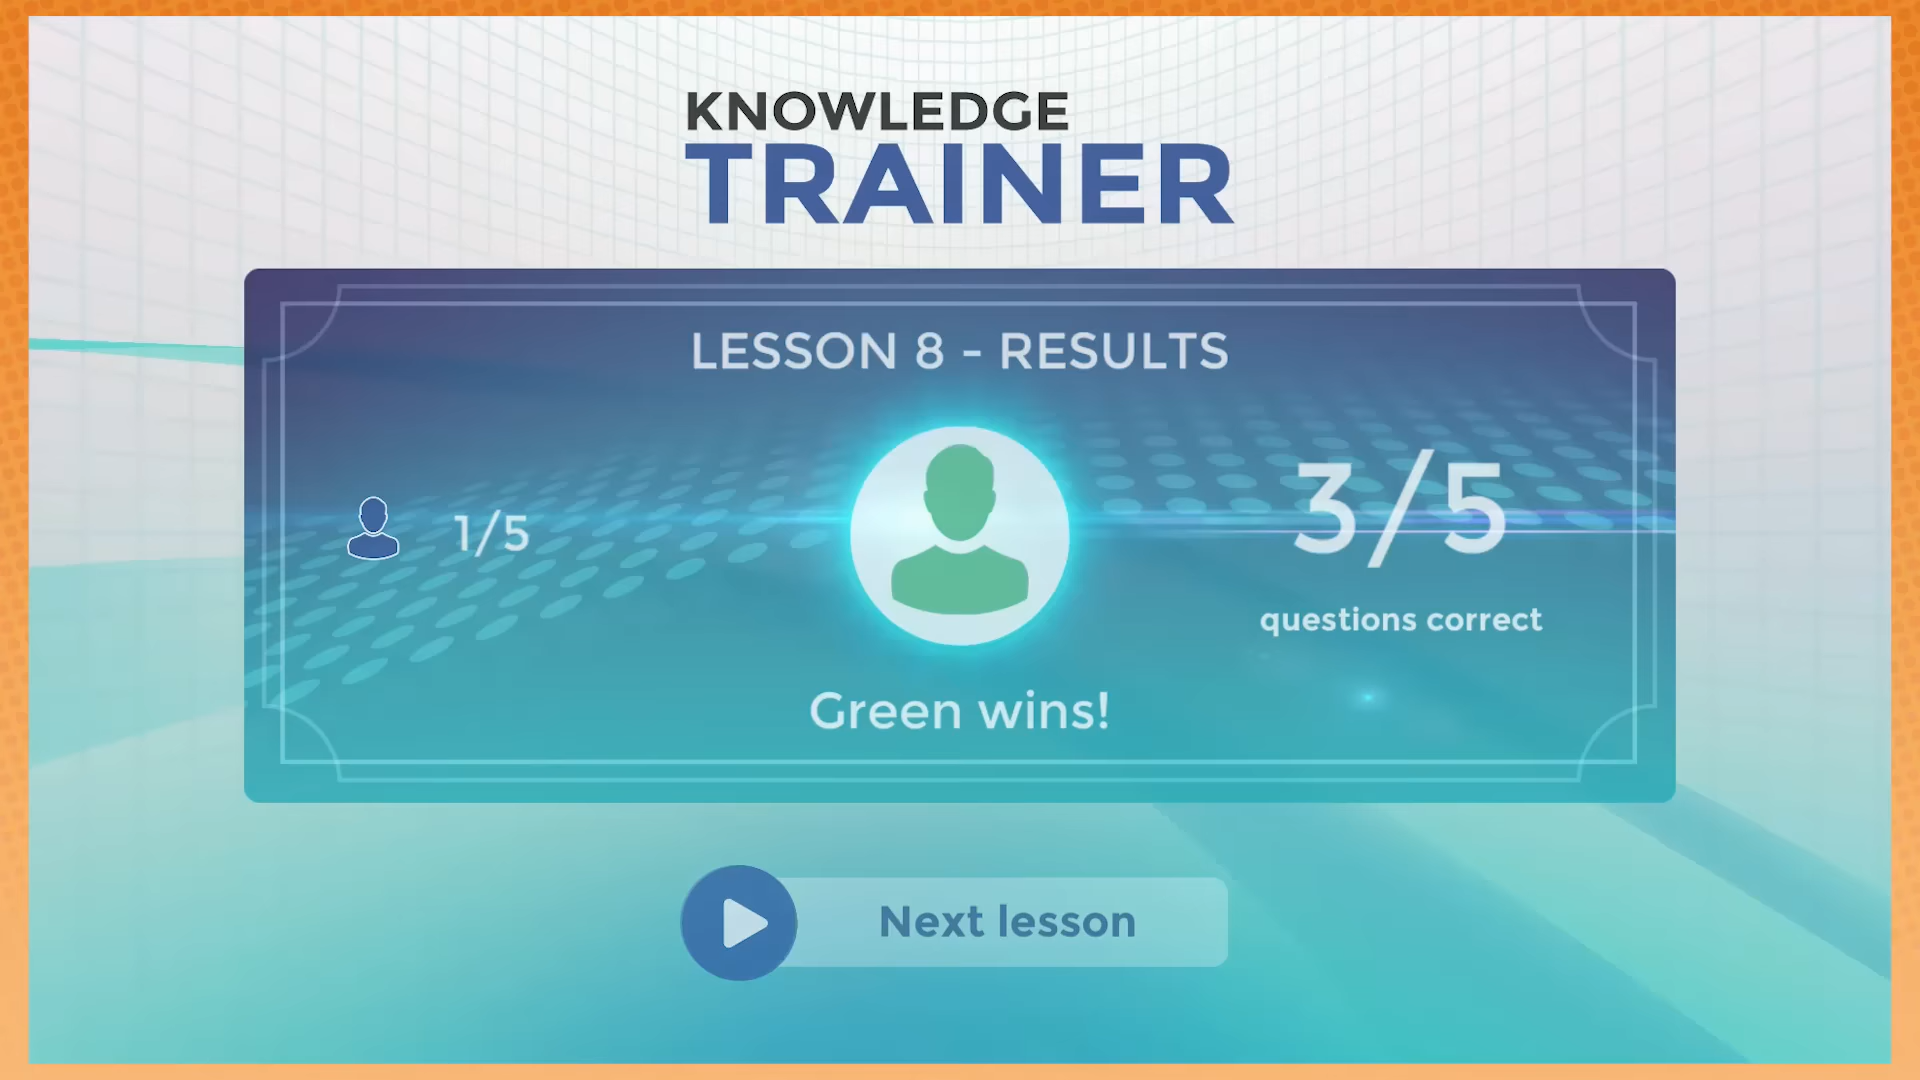 KNOWLEDGE
TRAINER
LESSON 8 - RESULTS
1/5
3/5
questions correct
Green wins!
Next lesson